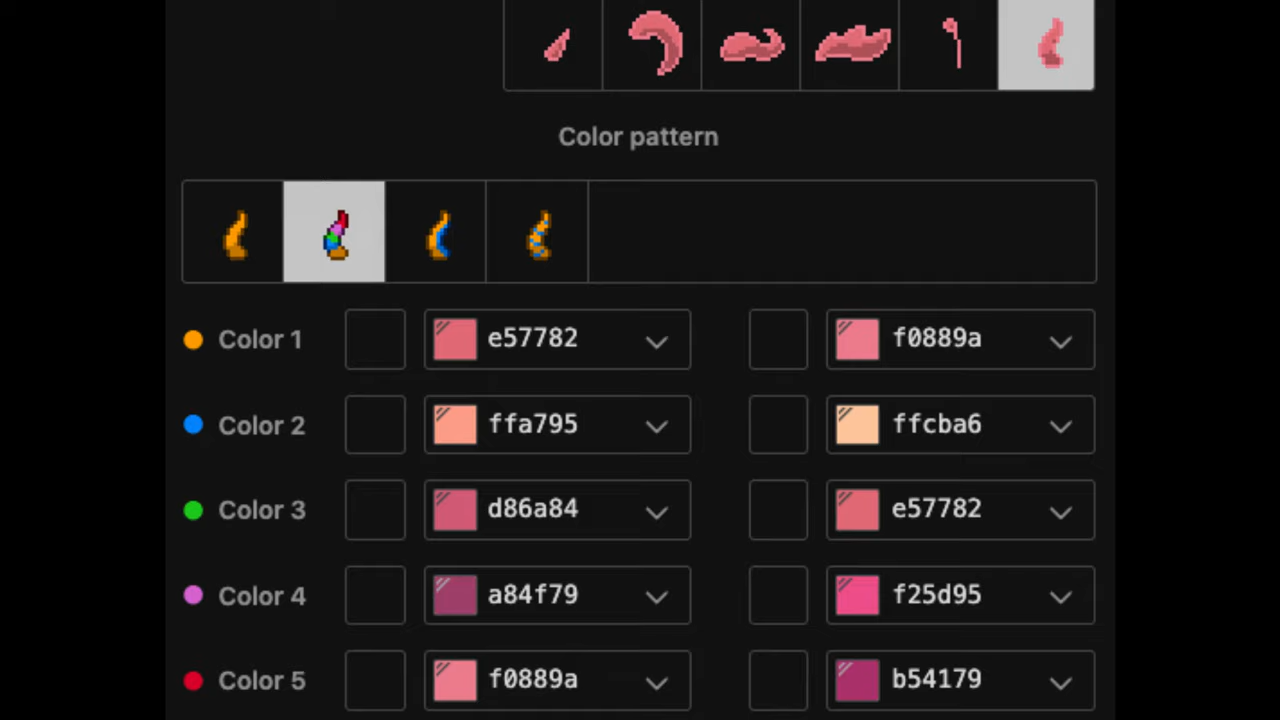 Color pattern
Color 1 e57782 f0889a
Color 2 ffa795 ffcba6
Color 3 d86a84 e57782
Color 4 a84f79 f25d95
Color 5 f0889a b54179